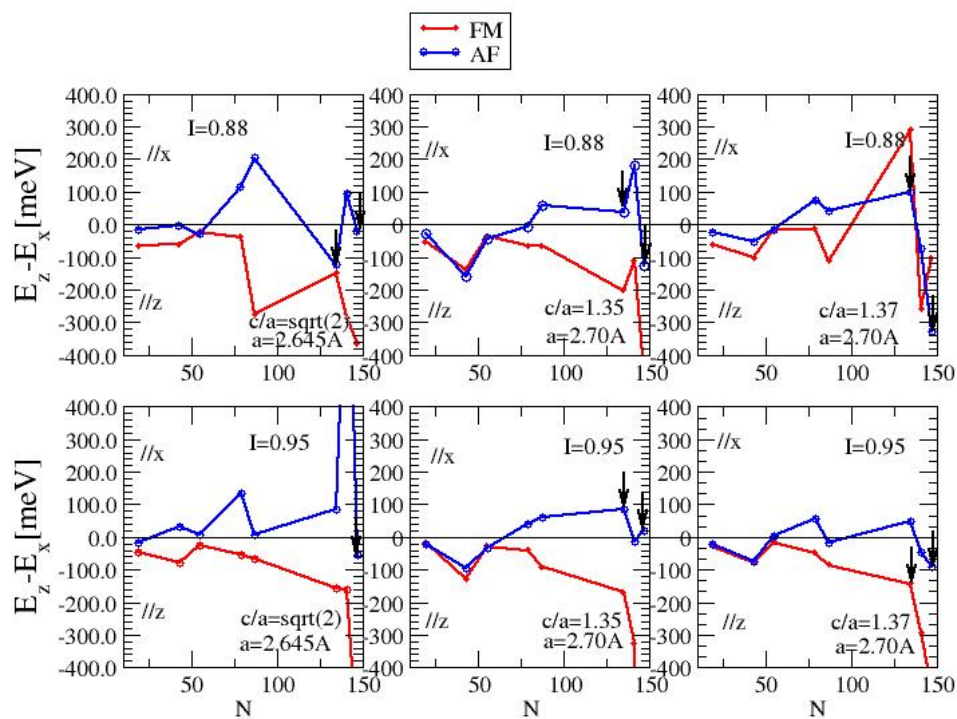 FM
AF
E_z-E_x [meV]
400.0
300.0
200.0
100.0
0.0
-100.0
-200.0
-300.0
-400.0
I=0.88
//x
//z
c/a=sqrt(2)
a=2.645A
50
100
150
400
300
200
100
0
-100
-200
-300
-400
I=0.88
//x
//z
c/a=1.35
a=2.70A
50
100
150
400
300
200
100
0
-100
-200
-300
-400
I=0.88
//x
//z
c/a=1.37
a=2.70A
50
100
150
E_z-E_x [meV]
400.0
300.0
200.0
100.0
0.0
-100.0
-200.0
-300.0
-400.0
I=0.95
//x
//z
c/a=sqrt(2)
a=2.645A
50
100
150
N
400
300
200
100
0
-100
-200
-300
-400
I=0.95
//x
//z
c/a=1.35
a=2.70A
50
100
150
N
400
300
200
100
0
-100
-200
-300
-400
I=0.95
//x
//z
c/a=1.37
a=2.70A
50
100
150
N